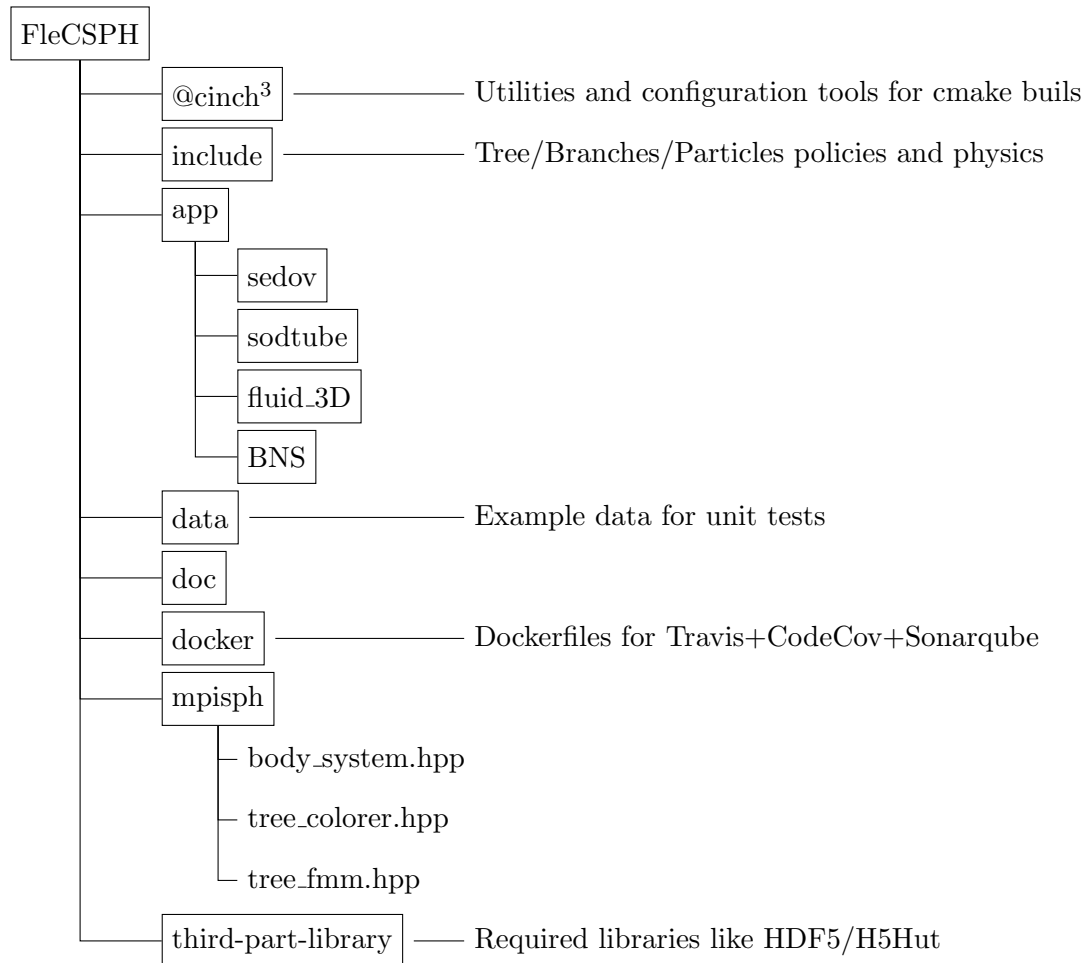 FleCSPH
@cinch³ Utilities and configuration tools for cmake buils
include Tree/Branches/Particles policies and physics
app
sedov
sodtube
fluid_3D
BNS
data Example data for unit tests
doc
docker Dockerfiles for Travis+CodeCov+Sonarqube
mpisph
body_system.hpp
tree_colorer.hpp
tree_fmm.hpp
third-part-library Required libraries like HDF5/H5Hut